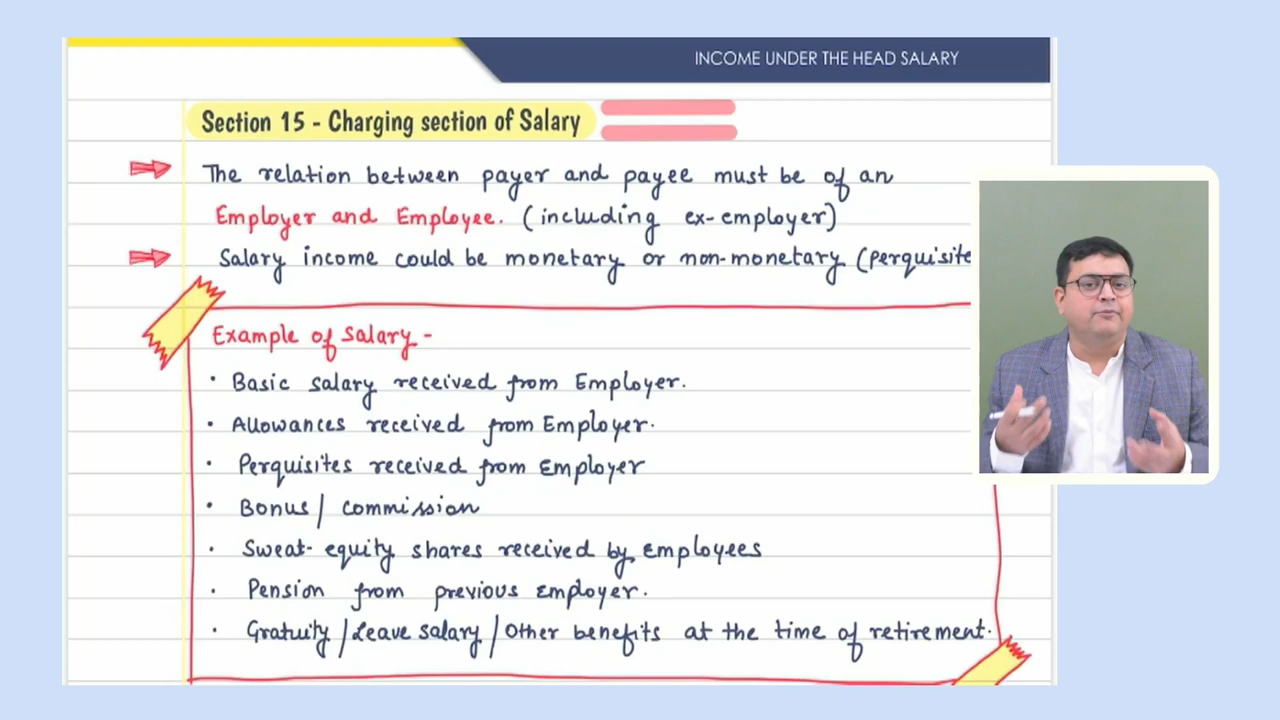 INCOME UNDER THE HEAD SALARY
Section 15 - Charging section of Salary
The relation between payer and payee must be of an
Employer and Employee. (including ex-employer)
Salary income could be monetary or non-monetary (perquisite
Example of Salary -
• Basic salary received from Employer.
• Allowances received from Employer.
• Perquisites received from Employer
• Bonus/ commission
• Sweat-equity shares received by employees
• Pension from previous employer.
• Gratuity/Leave salary/Other benefits at the time of retirement.